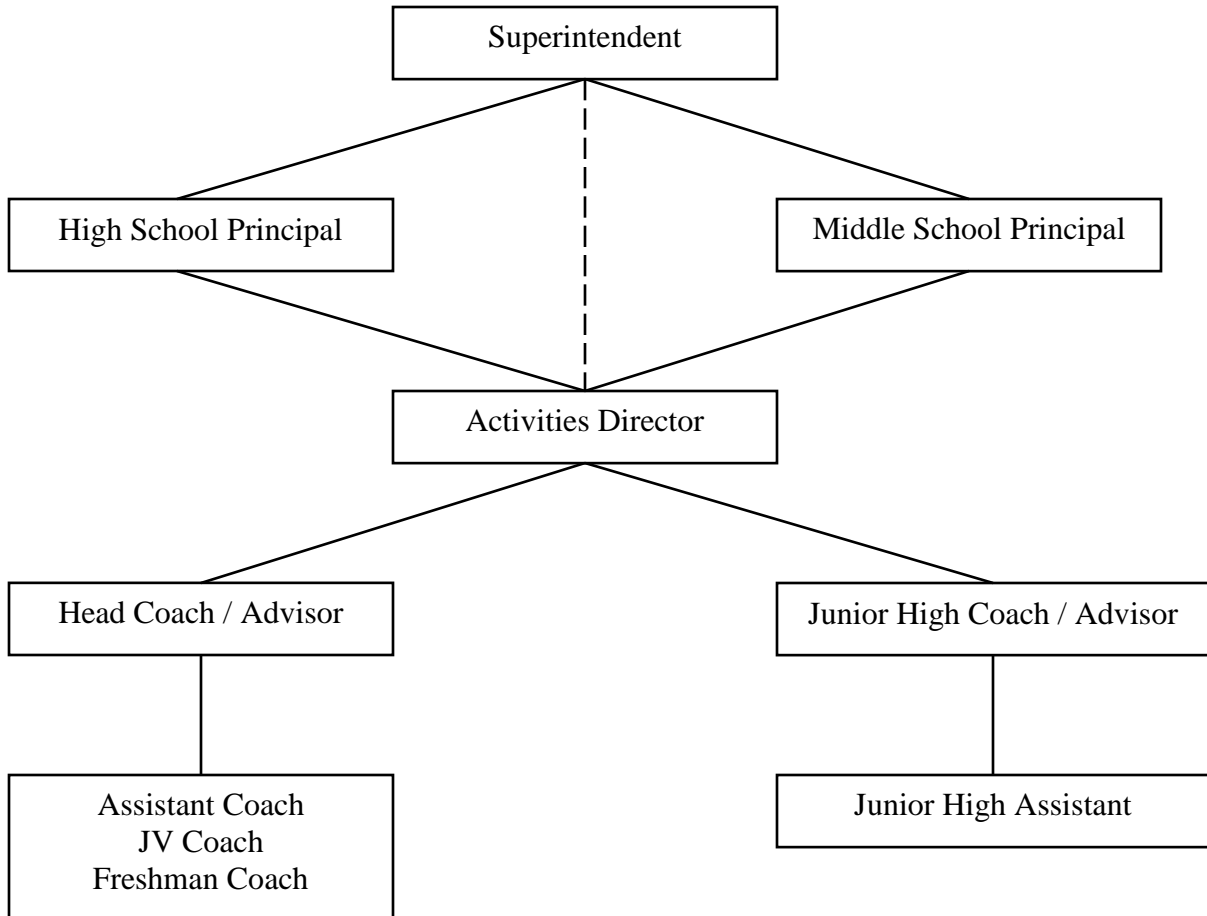 Superintendent
High School Principal
Middle School Principal
Activities Director
Head Coach / Advisor
Junior High Coach / Advisor
Assistant Coach
JV Coach
Freshman Coach
Junior High Assistant